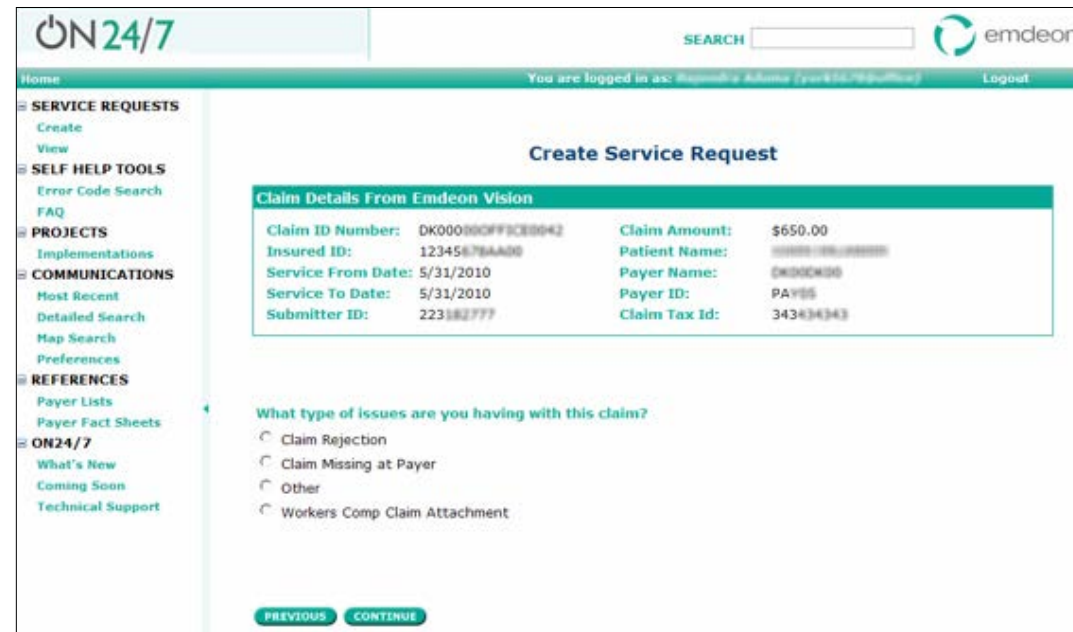 ON24/7
SEARCH
emdeon
Home
You are logged in as:
Logout
SERVICE REQUESTS
Create
View
SELF HELP TOOLS
Error Code Search
FAQ
PROJECTS
Implementations
COMMUNICATIONS
Most Recent
Detailed Search
Map Search
Preferences
REFERENCES
Payer Lists
Payer Fact Sheets
ON24/7
What's New
Coming Soon
Technical Support
Create Service Request
Claim Details From Emdeon Vision
Claim ID Number: DK000 Claim Amount: $650.00
Insured ID: 12345 Patient Name:
Service From Date: 5/31/2010 Payer Name:
Service To Date: 5/31/2010 Payer ID: PA
Submitter ID: 223 Claim Tax Id: 343
What type of issues are you having with this claim?
Claim Rejection
Claim Missing at Payer
Other
Workers Comp Claim Attachment
PREVIOUS CONTINUE